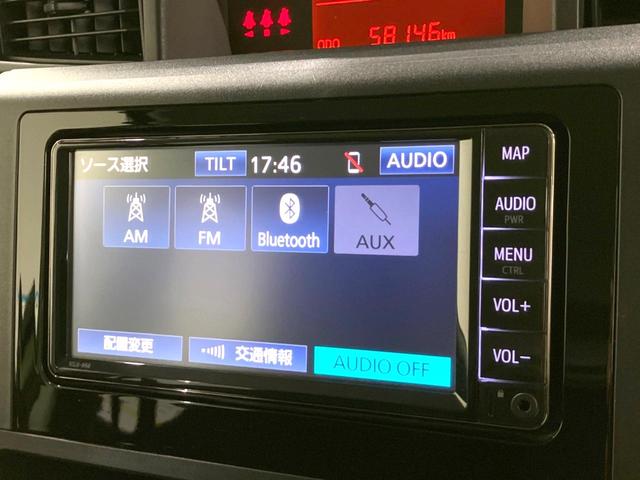 ODO 58146km
ソース選択 TILT 17:46 AUDIO
AM FM Bluetooth AUX
配置変更 交通情報 AUDIO OFF
MAP
AUDIO
PWR
MENU
CTRL
VOL+
VOL−